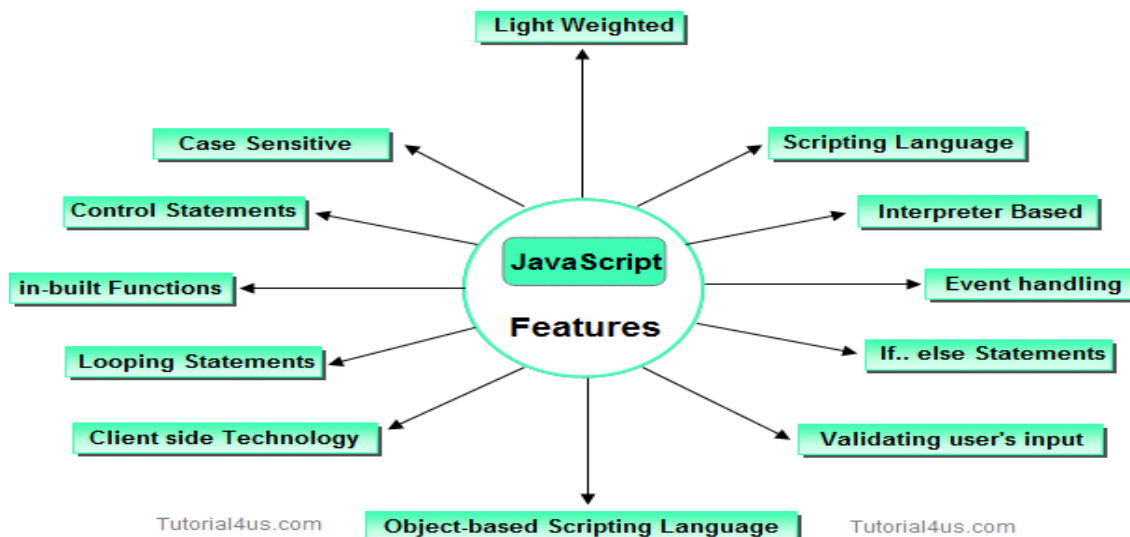 Light Weighted
Case Sensitive
Scripting Language
Control Statements
Interpreter Based
JavaScript
in-built Functions
Event handling
Features
Looping Statements
If.. else Statements
Client side Technology
Validating user's input
Tutorial4us.com
Object-based Scripting Language
Tutorial4us.com